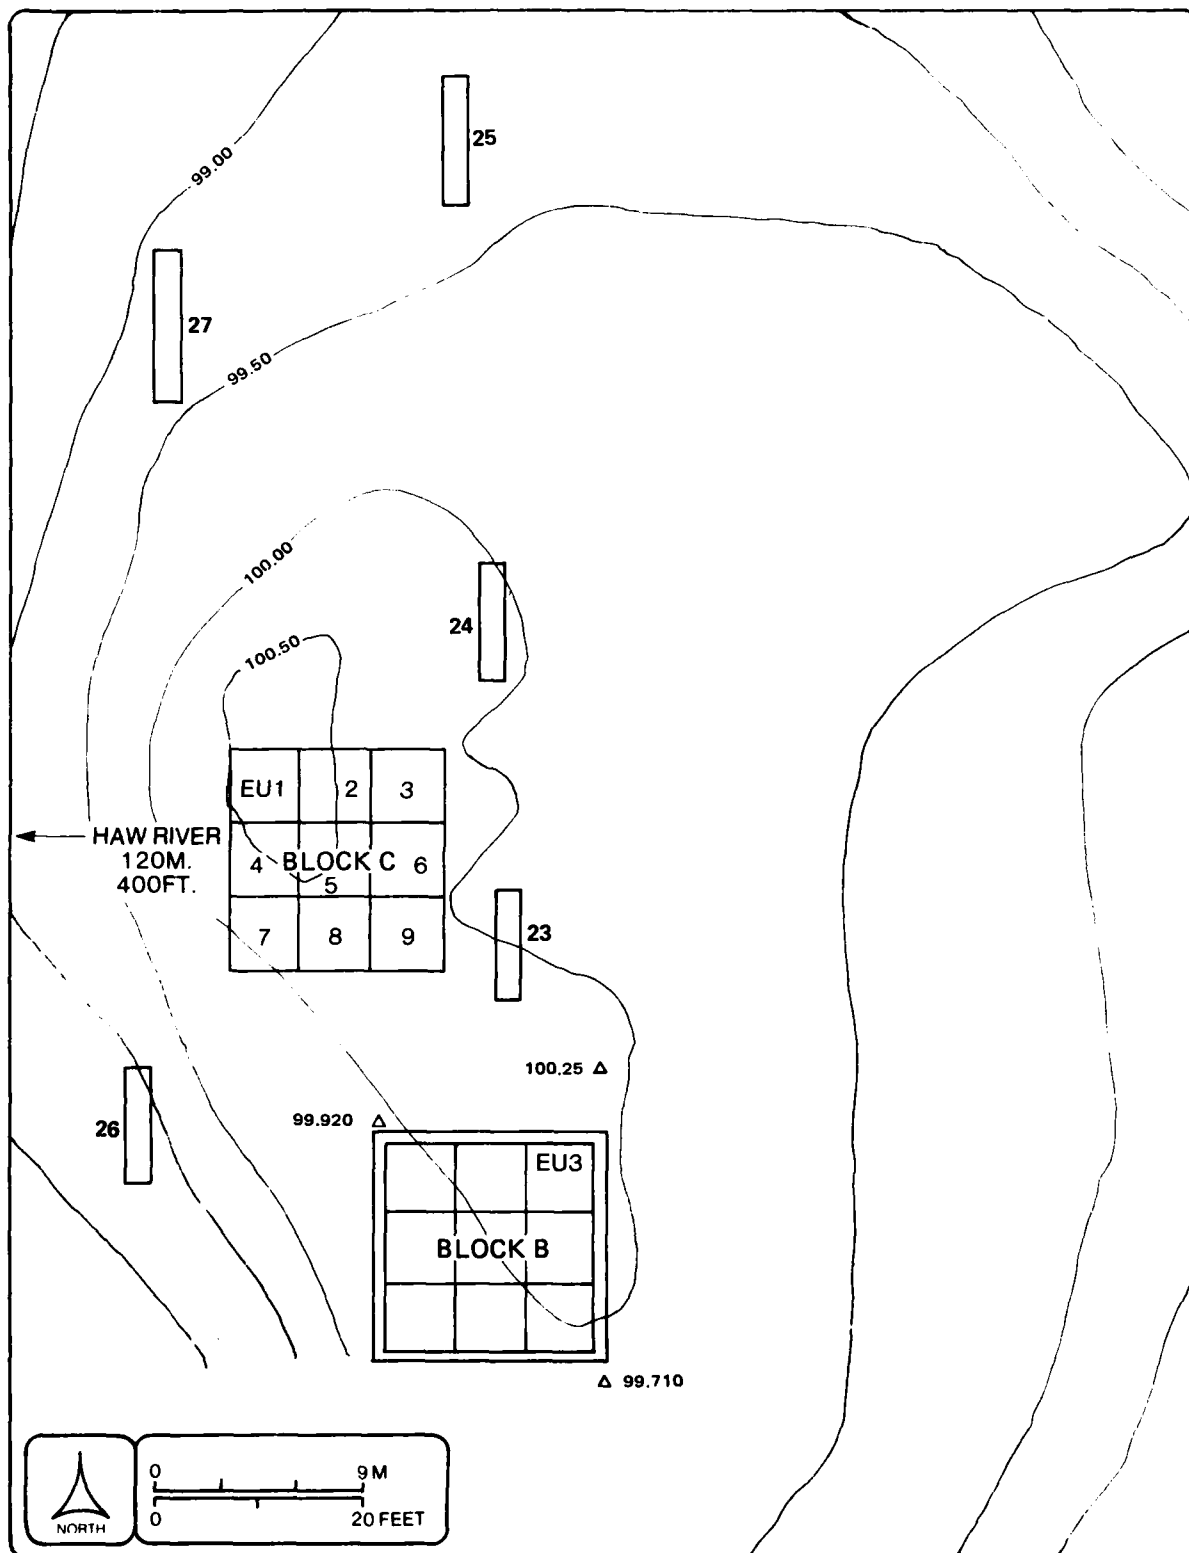 25
99.00
27
99.50
100.00
24
100.50
EU1 2 3
HAW RIVER
120M.
400FT.
4 BLOCK C 6
5
7 8 9
23
100.25
99.920
26
EU3
BLOCK B
99.710
0 9 M
0 20 FEET
NORTH